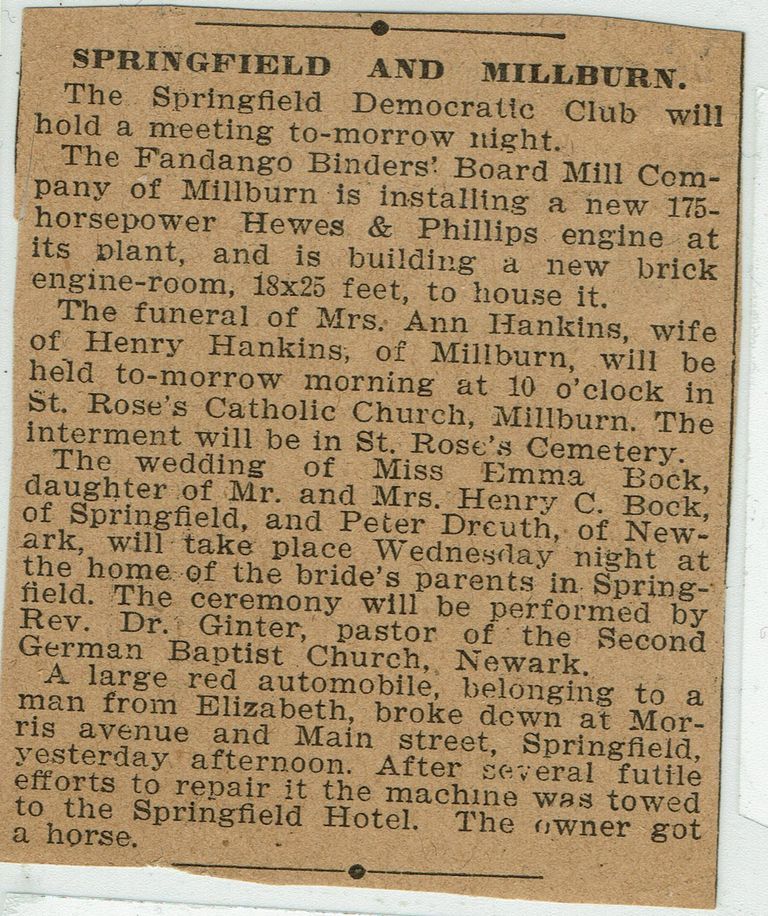 SPRINGFIELD AND MILLBURN.
The Springfield Democratic Club will
hold a meeting to-morrow night.
The Fandango Binders' Board Mill Com-
pany of Millburn is installing a new 175-
horsepower Hewes & Phillips engine at
its plant, and is building a new brick
engine-room, 18x25 feet, to house it.
The funeral of Mrs. Ann Hankins, wife
of Henry Hankins, of Millburn, will be
held to-morrow morning at 10 o'clock in
St. Rose's Catholic Church, Millburn. The
interment will be in St. Rose's Cemetery.
The wedding of Miss Emma Bock,
daughter of Mr. and Mrs. Henry C. Bock,
of Springfield, and Peter Dreuth, of New-
ark, will take place Wednesday night at
the home of the bride's parents in Spring-
field. The ceremony will be performed by
Rev. Dr. Ginter, pastor of the Second
German Baptist Church, Newark.
A large red automobile, belonging to a
man from Elizabeth, broke down at Mor-
ris avenue and Main street, Springfield,
yesterday afternoon. After several futile
efforts to repair it the machine was towed
to the Springfield Hotel. The owner got
a horse.